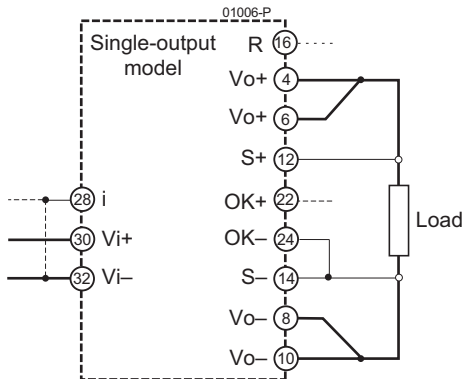 01006-P
Single-output
model
R 16
Vo+ 4
Vo+ 6
S+ 12
28 i
OK+ 22
30 Vi+
OK– 24
Load
32 Vi–
S– 14
Vo– 8
Vo– 10